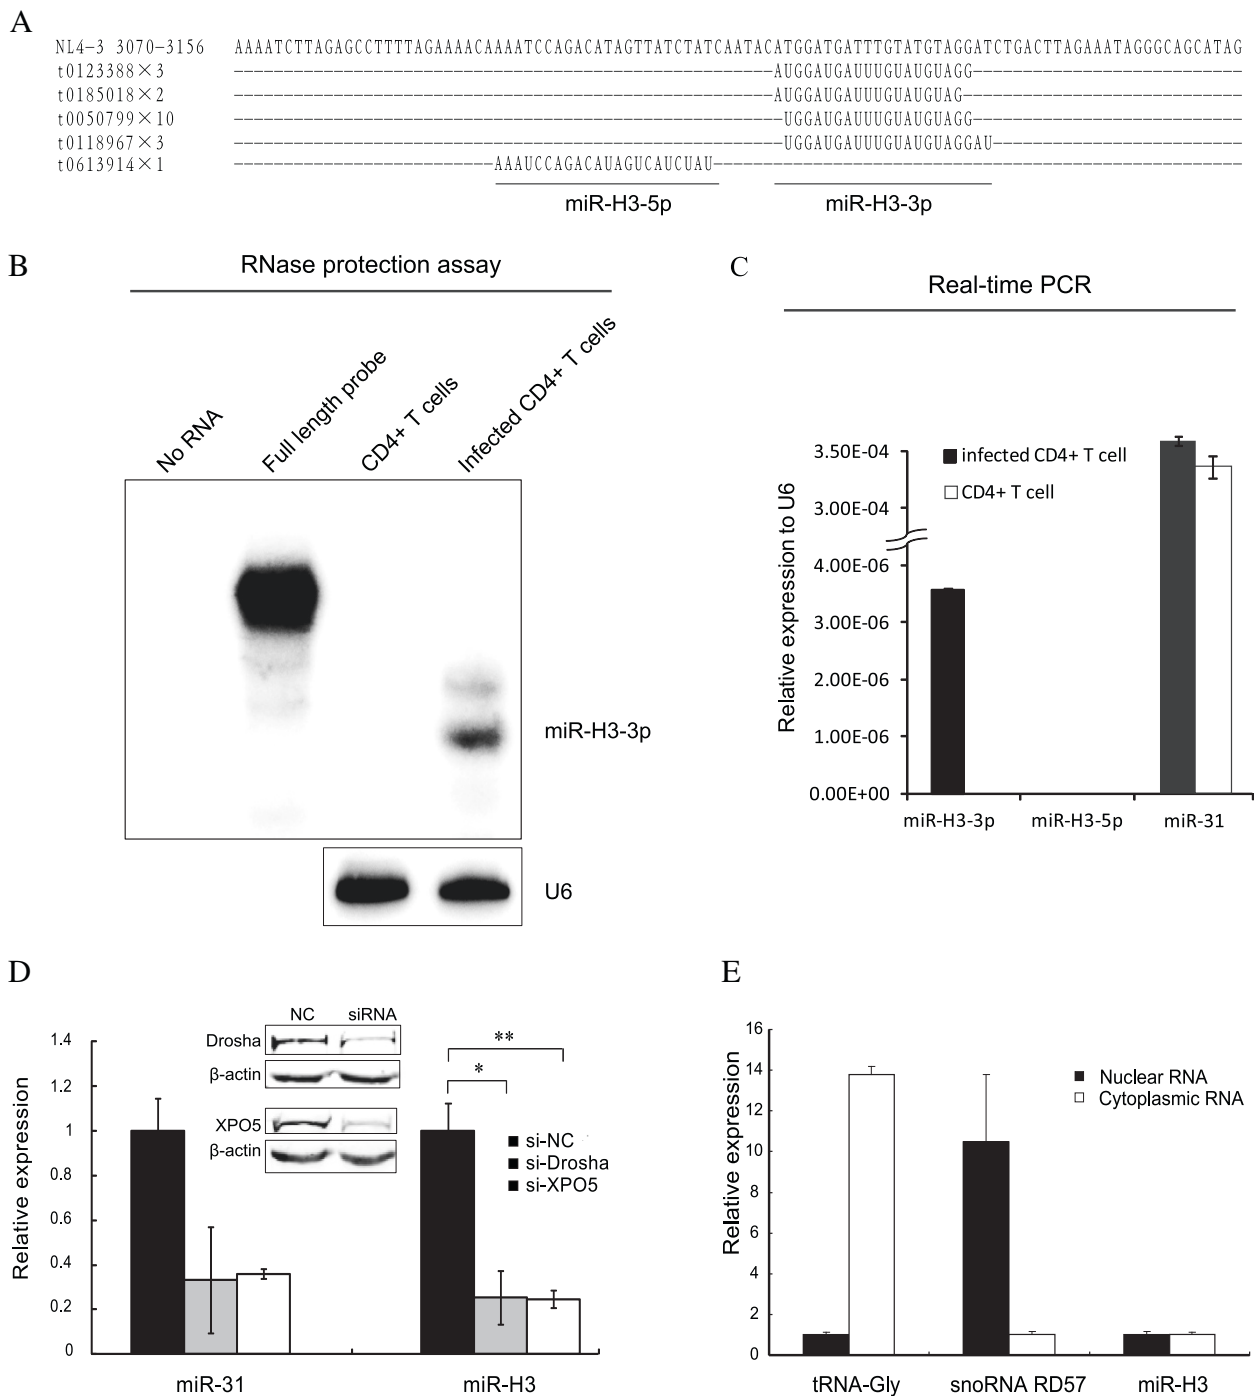 A
NL4-3 3070-3156 AAAATCTTAGAGCCTTTTAGAAAACAAAATCCAGACATAGTTATCTATCAATACATGGATGATTTGTATGTAGGATCTGACTTAGAAATAGGGCAGCATAG
t0123388×3 AUGGAUGAUUUGUAUGUAGG
t0185018×2 AUGGAUGAUUUGUAUGUAG
t0050799×10 UGGAUGAUUUGUAUGUAGG
t0118967×3 UGGAUGAUUUGUAUGUAGGAU
t0613914×1 AAAUCCAGACAUAGUCAUCUAU
miR-H3-5p miR-H3-3p
B
RNase protection assay
No RNA
Full length probe
CD4+ T cells
Infected CD4+ T cells
miR-H3-3p
U6
C
Real-time PCR
Relative expression to U6
infected CD4+ T cell
CD4+ T cell
3.50E-04
3.00E-04
4.00E-06
3.00E-06
2.00E-06
1.00E-06
0.00E+00
miR-H3-3p miR-H3-5p miR-31
D
Relative expression
1.4
1.2
1
0.8
0.6
0.4
0.2
0
NC siRNA
Drosha
β-actin
XPO5
β-actin
**
*
si-NC
si-Drosha
si-XPO5
miR-31 miR-H3
E
Relative expression
16
14
12
10
8
6
4
2
0
Nuclear RNA
Cytoplasmic RNA
tRNA-Gly snoRNA RD57 miR-H3